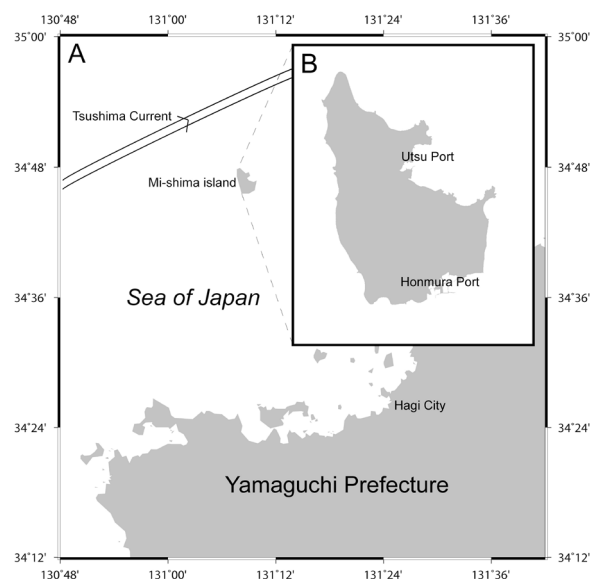 130˚48' 131˚00' 131˚12' 131˚24' 131˚36'
35˚00' 35˚00'
A
B
Tsushima Current
Utsu Port
34˚48' 34˚48'
Mi-shima island
Honmura Port
34˚36' 34˚36'
Sea of Japan
Hagi City
34˚24' 34˚24'
Yamaguchi Prefecture
34˚12' 34˚12'
130˚48' 131˚00' 131˚12' 131˚24' 131˚36'